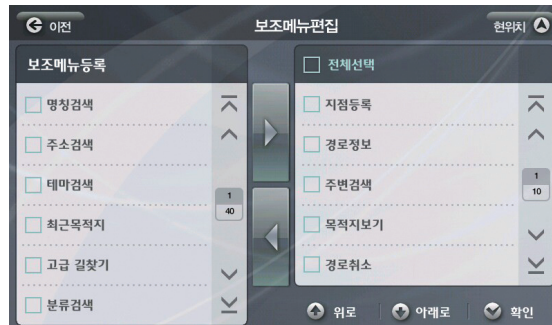 이전
보조메뉴편집
현위치
보조메뉴등록
명칭검색
주소검색
테마검색
최근목적지
고급 길찾기
분류검색
1
40
전체선택
지점등록
경로정보
주변검색
목적지보기
경로취소
1
10
위로
아래로
확인